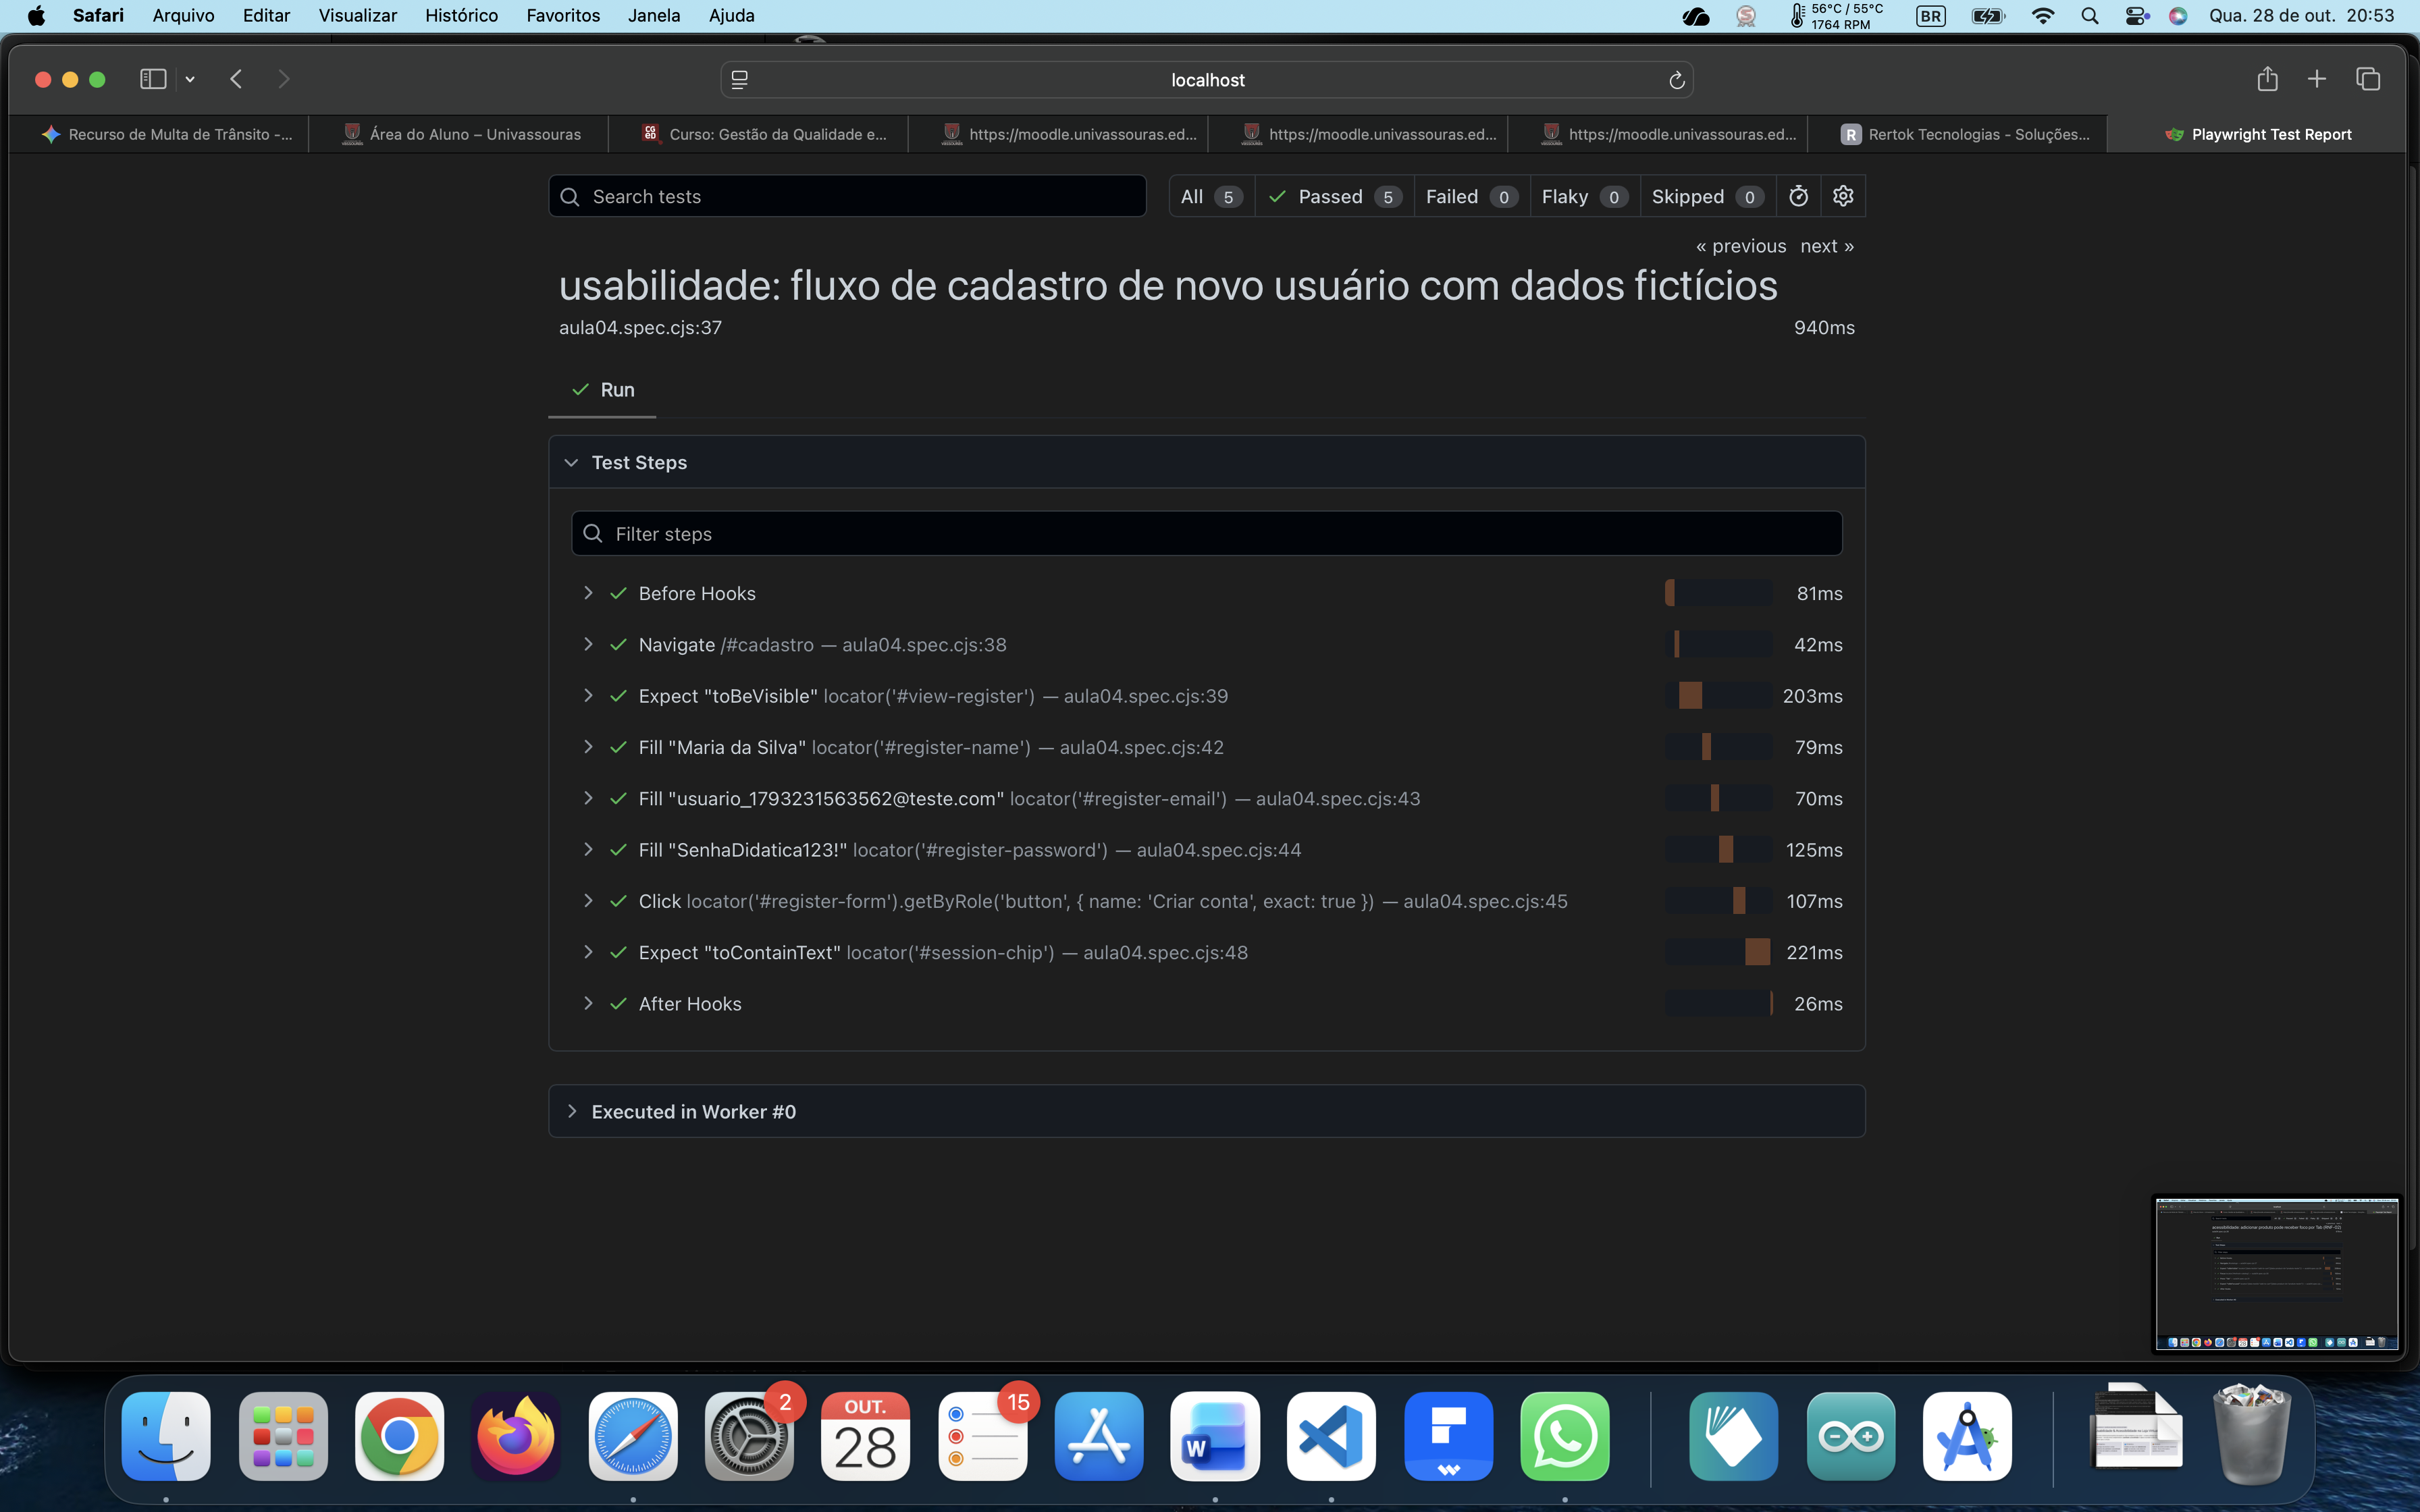 Safari Arquivo Editar Visualizar Histórico Favoritos Janela Ajuda
56°C / 55°C
1764 RPM
BR
Qua. 28 de out. 20:53
localhost
Recurso de Multa de Trânsito -...
Área do Aluno – Univassouras
CG
ED
Curso: Gestão da Qualidade e...
https://moodle.univassouras.ed...
https://moodle.univassouras.ed...
https://moodle.univassouras.ed...
R Rertok Tecnologias - Soluções...
Playwright Test Report
Search tests
All 5
Passed 5
Failed 0
Flaky 0
Skipped 0
« previous next »
usabilidade: fluxo de cadastro de novo usuário com dados fictícios
aula04.spec.cjs:37
940ms
Run
Test Steps
Filter steps
Before Hooks 81ms
Navigate /#cadastro — aula04.spec.cjs:38 42ms
Expect "toBeVisible" locator('#view-register') — aula04.spec.cjs:39 203ms
Fill "Maria da Silva" locator('#register-name') — aula04.spec.cjs:42 79ms
Fill "usuario_1793231563562@teste.com" locator('#register-email') — aula04.spec.cjs:43 70ms
Fill "SenhaDidatica123!" locator('#register-password') — aula04.spec.cjs:44 125ms
Click locator('#register-form').getByRole('button', { name: 'Criar conta', exact: true }) — aula04.spec.cjs:45 107ms
Expect "toContainText" locator('#session-chip') — aula04.spec.cjs:48 221ms
After Hooks 26ms
Executed in Worker #0
2
OUT.
28
15
W